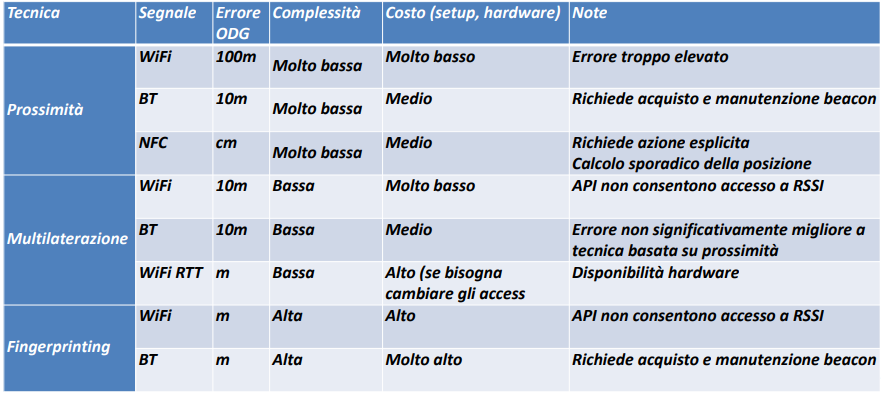 Tecnica Segnale Errore ODG Complessità Costo (setup, hardware) Note
Prossimità
WiFi 100m Molto bassa Molto basso Errore troppo elevato
BT 10m Molto bassa Medio Richiede acquisto e manutenzione beacon
NFC cm Molto bassa Medio Richiede azione esplicita
Calcolo sporadico della posizione
Multilaterazione
WiFi 10m Bassa Molto basso API non consentono accesso a RSSI
BT 10m Bassa Medio Errore non significativamente migliore a
tecnica basata su prossimità
WiFi RTT m Bassa Alto (se bisogna
cambiare gli access
Disponibilità hardware
Fingerprinting
WiFi m Alta Alto API non consentono accesso a RSSI
BT m Alta Molto alto Richiede acquisto e manutenzione beacon